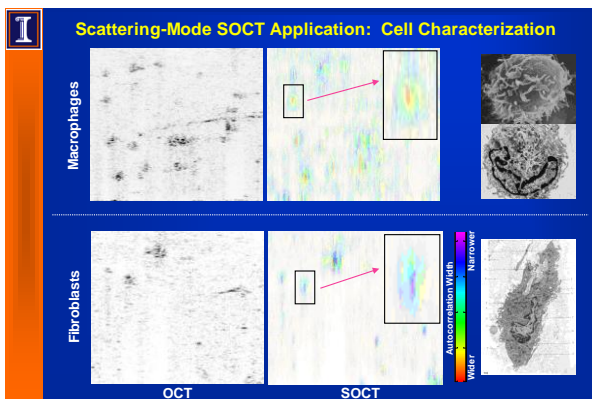 I
Scattering-Mode SOCT Application: Cell Characterization
Macrophages
Fibroblasts
Autocorrelation Width
Narrower
Wider
OCT
SOCT